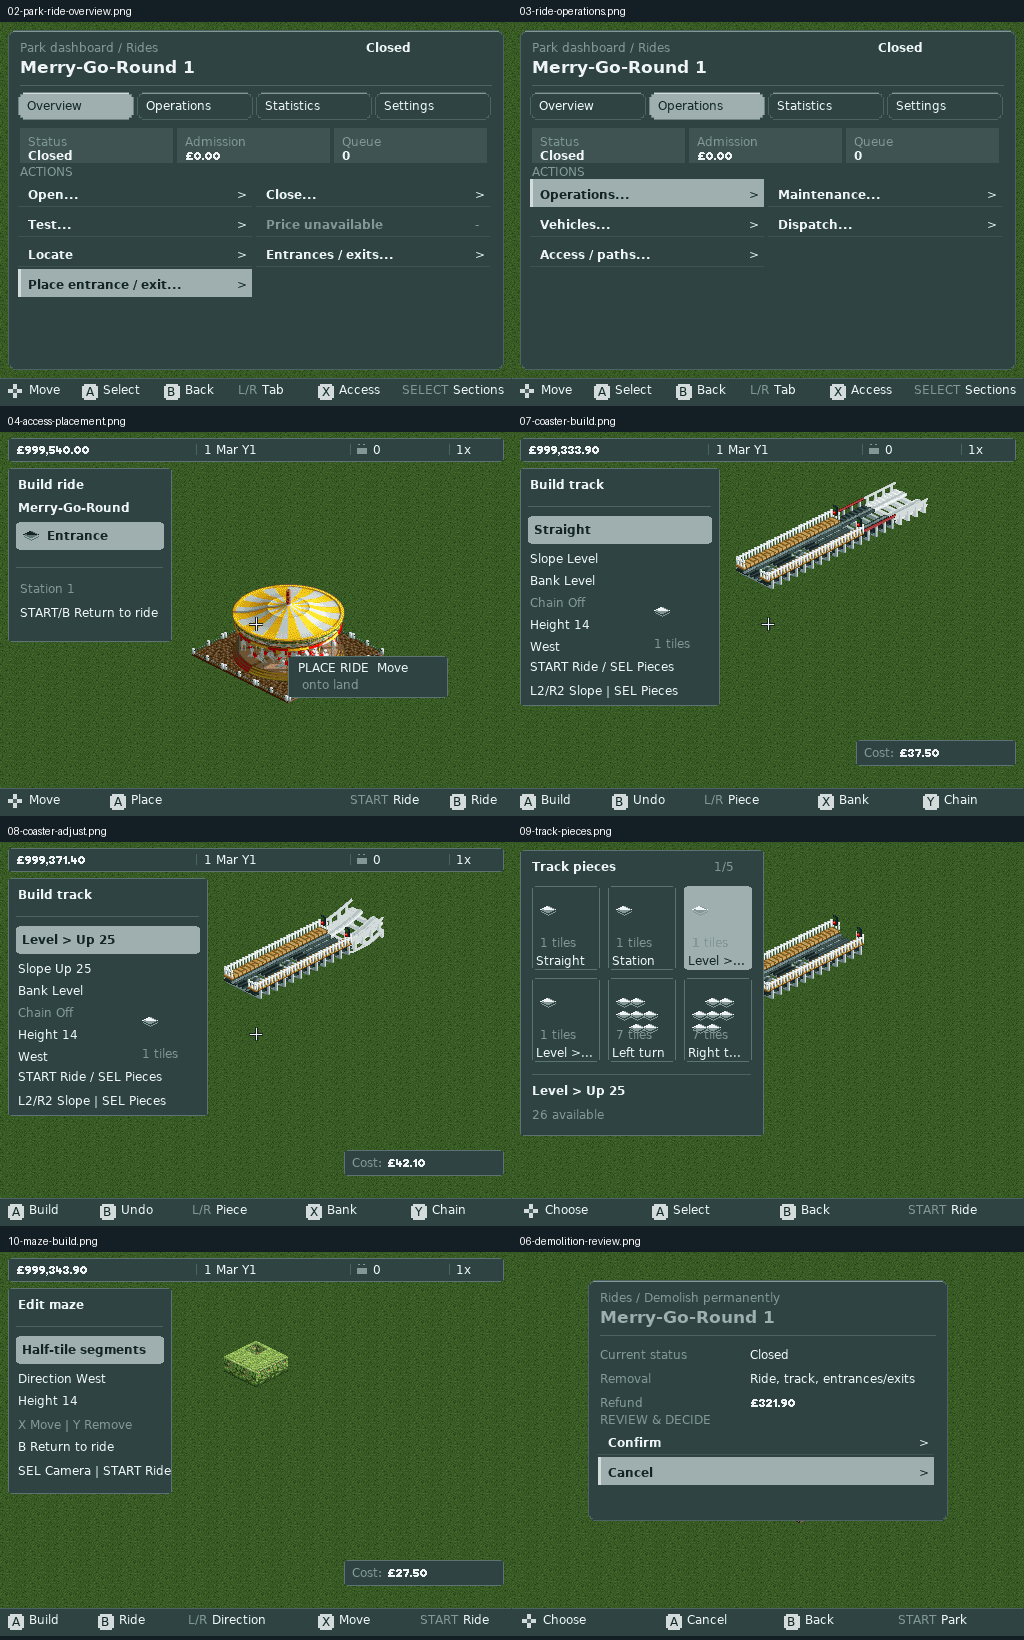 02-park-ride-overview.png
Park dashboard / Rides
Closed
Merry-Go-Round 1
Overview Operations Statistics Settings
Status Admission Queue
Closed £0.00 0
ACTIONS
Open... > Close... >
Test... > Price unavailable -
Locate > Entrances / exits... >
Place entrance / exit... >
Move A Select B Back L/R Tab X Access SELECT Sections
03-ride-operations.png
Park dashboard / Rides
Closed
Merry-Go-Round 1
Overview Operations Statistics Settings
Status Admission Queue
Closed £0.00 0
ACTIONS
Operations... > Maintenance... >
Vehicles... > Dispatch... >
Access / paths... >
Move A Select B Back L/R Tab X Access SELECT Sections
04-access-placement.png
£999,540.00 1 Mar Y1 0 1x
Build ride
Merry-Go-Round
Entrance
Station 1
START/B Return to ride
PLACE RIDE Move
onto land
Move A Place START Ride B Ride
07-coaster-build.png
£999,333.90 1 Mar Y1 0 1x
Build track
Straight
Slope Level
Bank Level
Chain Off
Height 14
West 1 tiles
START Ride / SEL Pieces
L2/R2 Slope | SEL Pieces
Cost: £37.50
A Build B Undo L/R Piece X Bank Y Chain
08-coaster-adjust.png
£999,371.40 1 Mar Y1 0 1x
Build track
Level > Up 25
Slope Up 25
Bank Level
Chain Off
Height 14
West 1 tiles
START Ride / SEL Pieces
L2/R2 Slope | SEL Pieces
Cost: £42.10
A Build B Undo L/R Piece X Bank Y Chain
09-track-pieces.png
Track pieces 1/5
1 tiles 1 tiles 1 tiles
Straight Station Level >...
1 tiles 7 tiles 7 tiles
Level >... Left turn Right t...
Level > Up 25
26 available
Choose A Select B Back START Ride
10-maze-build.png
£999,343.90 1 Mar Y1 0 1x
Edit maze
Half-tile segments
Direction West
Height 14
X Move | Y Remove
B Return to ride
SEL Camera | START Ride
Cost: £27.50
A Build B Ride L/R Direction X Move START Ride
06-demolition-review.png
Rides / Demolish permanently
Merry-Go-Round 1
Current status Closed
Removal Ride, track, entrances/exits
Refund £321.90
REVIEW & DECIDE
Confirm >
Cancel >
Choose A Cancel B Back START Park